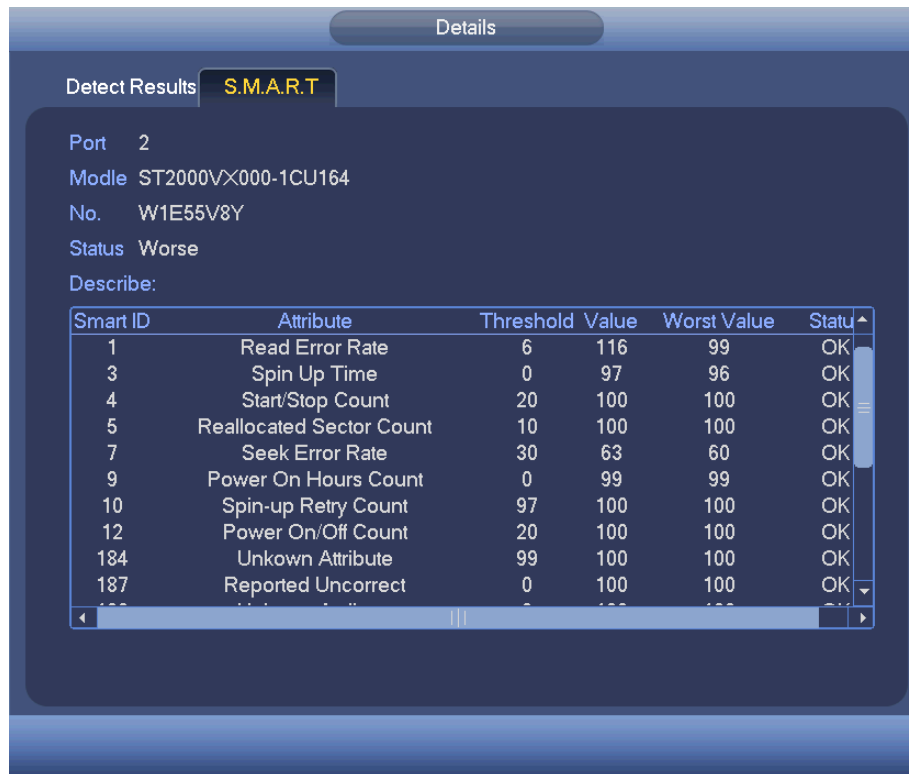 Details
Detect Results S.M.A.R.T
Port 2
Modle ST2000VX000-1CU164
No. W1E55V8Y
Status Worse
Describe:
Smart ID Attribute Threshold Value Worst Value Statu
1 Read Error Rate 6 116 99 OK
3 Spin Up Time 0 97 96 OK
4 Start/Stop Count 20 100 100 OK
5 Reallocated Sector Count 10 100 100 OK
7 Seek Error Rate 30 63 60 OK
9 Power On Hours Count 0 99 99 OK
10 Spin-up Retry Count 97 100 100 OK
12 Power On/Off Count 20 100 100 OK
184 Unkown Attribute 99 100 100 OK
187 Reported Uncorrect 0 100 100 OK